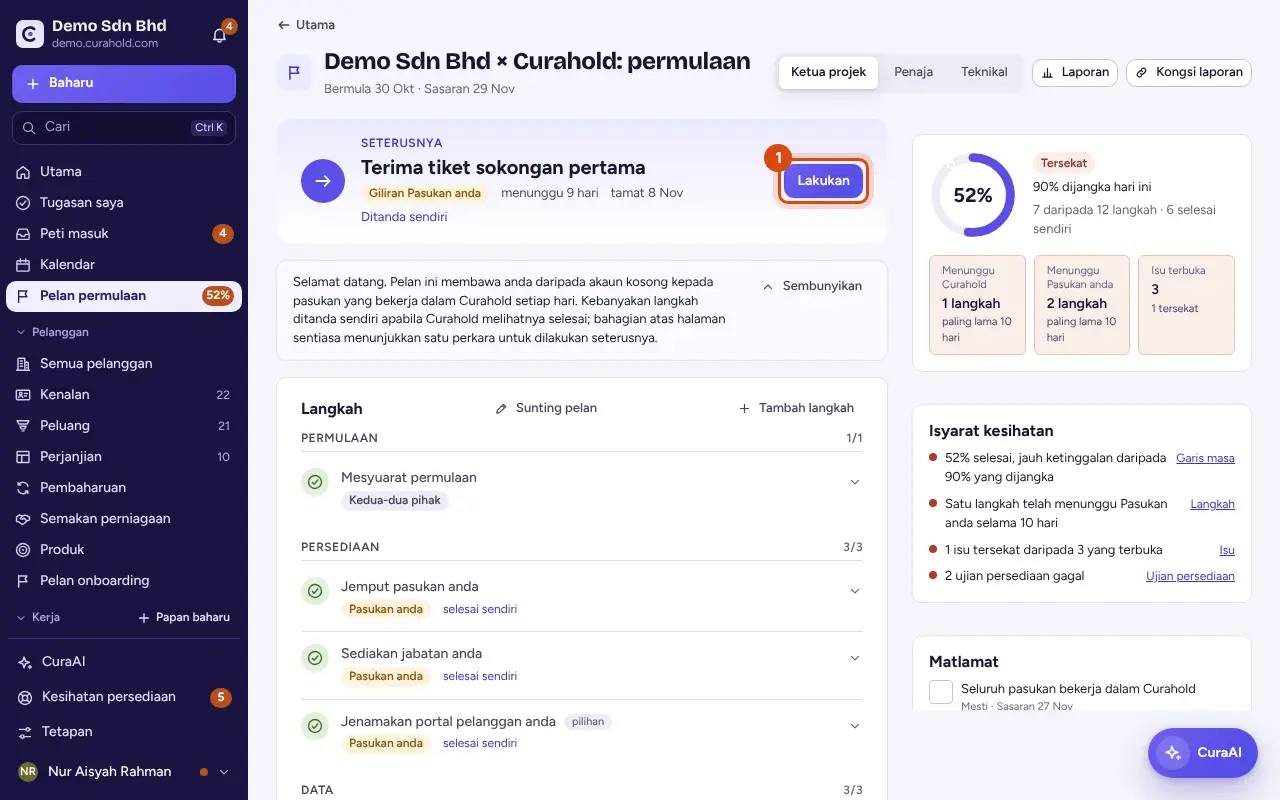 Demo Sdn Bhd
demo.curahold.com
4
Baharu
Cari
Ctrl K
Utama
Tugasan saya
Peti masuk
4
Kalendar
Pelan permulaan
52%
Pelanggan
Semua pelanggan
Kenalan
22
Peluang
21
Perjanjian
10
Pembaharuan
Semakan perniagaan
Produk
Pelan onboarding
Kerja
Papan baharu
CuraAI
Kesihatan persediaan
5
Tetapan
NR
Nur Aisyah Rahman
Utama
Demo Sdn Bhd × Curahold: permulaan
Bermula 30 Okt · Sasaran 29 Nov
Ketua projek
Penaja
Teknikal
Laporan
Kongsi laporan
SETERUSNYA
Terima tiket sokongan pertama
Giliran Pasukan anda
menunggu 9 hari
tamat 8 Nov
Ditanda sendiri
1
Lakukan
Selamat datang. Pelan ini membawa anda daripada akaun kosong kepada
pasukan yang bekerja dalam Curahold setiap hari. Kebanyakan langkah
ditanda sendiri apabila Curahold melihatnya selesai; bahagian atas halaman
sentiasa menunjukkan satu perkara untuk dilakukan seterusnya.
Sembunyikan
Langkah
Sunting pelan
Tambah langkah
PERMULAAN
1/1
Mesyuarat permulaan
Kedua-dua pihak
PERSEDIAAN
3/3
Jemput pasukan anda
Pasukan anda
selesai sendiri
Sediakan jabatan anda
Pasukan anda
selesai sendiri
Jenamakan portal pelanggan anda
pilihan
Pasukan anda
selesai sendiri
DATA
3/3
52%
Tersekat
90% dijangka hari ini
7 daripada 12 langkah · 6 selesai
sendiri
Menunggu
Curahold
1 langkah
paling lama 10
hari
Menunggu
Pasukan anda
2 langkah
paling lama 10
hari
Isu terbuka
3
1 tersekat
Isyarat kesihatan
52% selesai, jauh ketinggalan daripada
90% yang dijangka
Garis masa
Satu langkah telah menunggu Pasukan
anda selama 10 hari
Langkah
1 isu tersekat daripada 3 yang terbuka
Isu
2 ujian persediaan gagal
Ujian persediaan
Matlamat
Seluruh pasukan bekerja dalam Curahold
Mesti · Sasaran 27 Nov
CuraAI